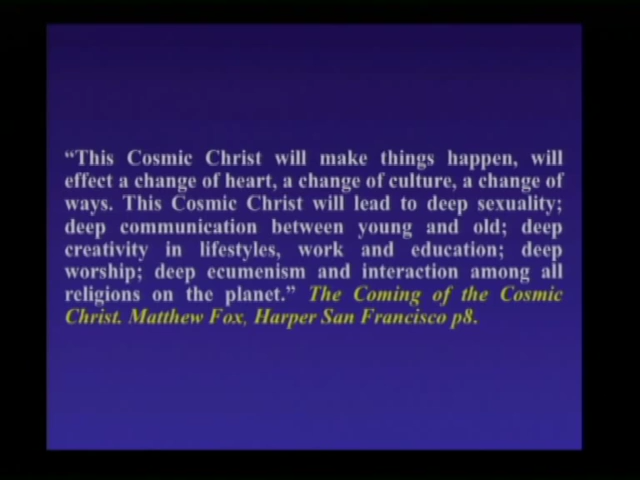 “This Cosmic Christ will make things happen, will
effect a change of heart, a change of culture, a change of
ways. This Cosmic Christ will lead to deep sexuality;
deep communication between young and old; deep
creativity in lifestyles, work and education; deep
worship; deep ecumenism and interaction among all
religions on the planet.” The Coming of the Cosmic
Christ. Matthew Fox, Harper San Francisco p8.